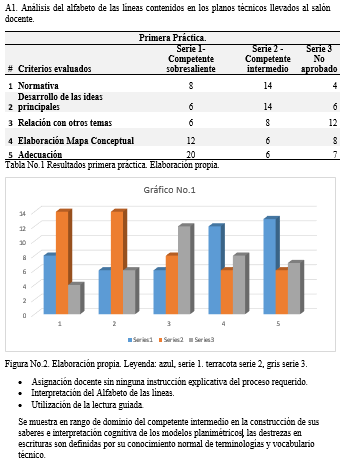 A1. Análisis del alfabeto de las líneas contenidos en los planos técnicos llevados al salón
docente.
Primera Práctica.
# Criterios evaluados Serie 1- Competente sobresaliente Serie 2 - Competente intermedio Serie 3 No aprobado
1 Normativa 8 14 4
2 Desarrollo de las ideas principales 6 14 6
3 Relación con otros temas 6 8 12
4 Elaboración Mapa Conceptual 12 6 8
5 Adecuación 20 6 7
Tabla No.1 Resultados primera práctica. Elaboración propia.
Gráfico No.1
14
12
10
8
6
4
2
0
1 2 3 4 5
Series1 Series2 Series3
Figura No.2. Elaboración propia. Leyenda: azul, serie 1. terracota serie 2, gris serie 3.
• Asignación docente sin ninguna instrucción explicativa del proceso requerido.
• Interpretación del Alfabeto de las líneas.
• Utilización de la lectura guiada.
Se muestra en rango de dominio del competente intermedio en la construcción de sus
saberes e interpretación cognitiva de los modelos planimétricos, las destrezas en
escrituras son definidas por su conocimiento normal de terminologías y vocabulario
técnico.